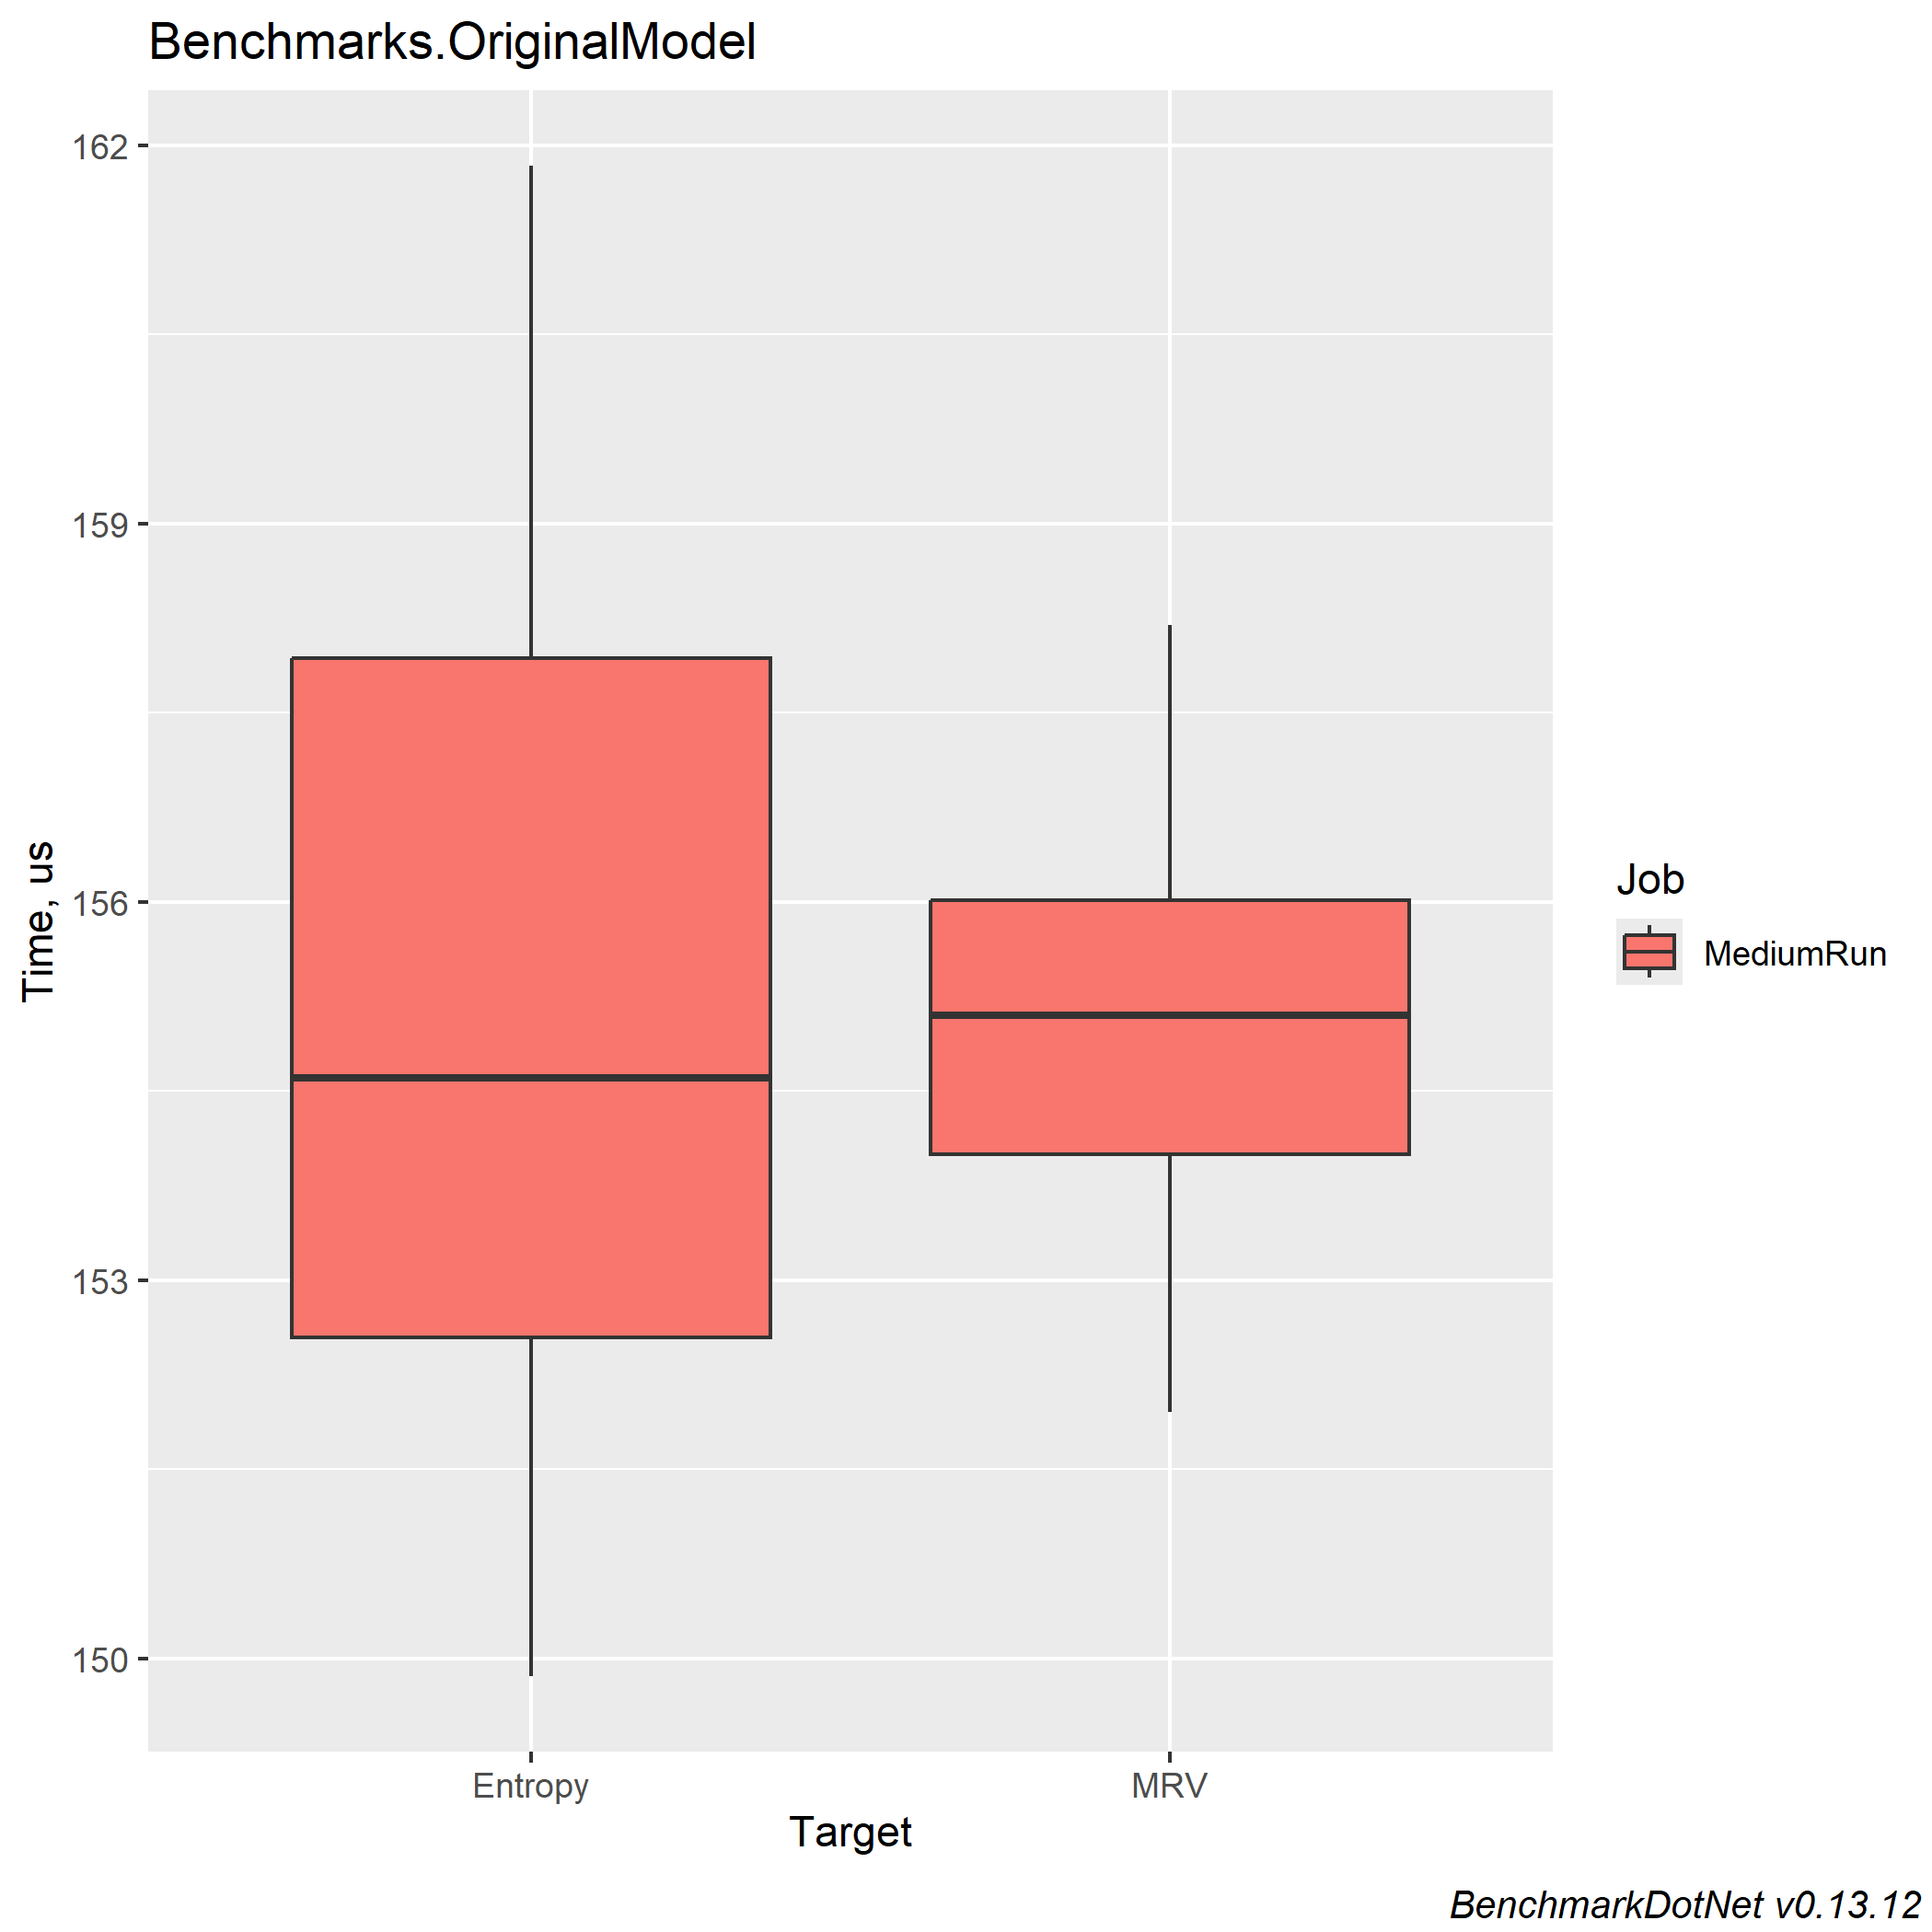 Benchmarks.OriginalModel
162
159
156
153
150
Time, us
Entropy
MRV
Target
Job
MediumRun
BenchmarkDotNet v0.13.12